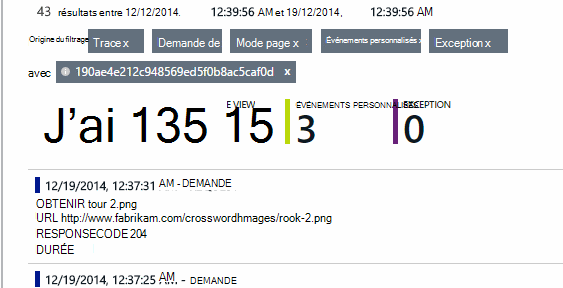 43 résultats entre 12/12/2014. 12:39:56 AM et 19/12/2014, 12:39:56 AM
Origine du filtrage Trace x Demande de Mode page x Événements personnalisés x Exception x
avec 190ae4e212c948569ed5f0b8ac5caf0d x
E VIEW ÉVÉNEMENTS PERSONNALISÉS EXCEPTION
J'ai 135 15 3 0
12/19/2014, 12:37:31 AM - DEMANDE
OBTENIR tour 2.png
URL http://www.fabrikam.com/crosswordhmages/rook-2.png
RESPONSECODE 204
DURÉE
12/19/2014, 12:37:25 AM - DEMANDE